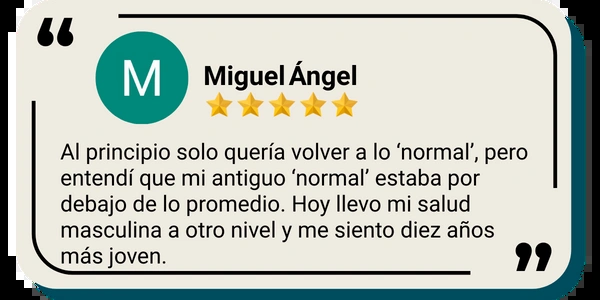 “
M
Miguel Ángel
Al principio solo quería volver a lo ‘normal’, pero
entendí que mi antiguo ‘normal’ estaba por
debajo de lo promedio. Hoy llevo mi salud
masculina a otro nivel y me siento diez años
más joven.
”